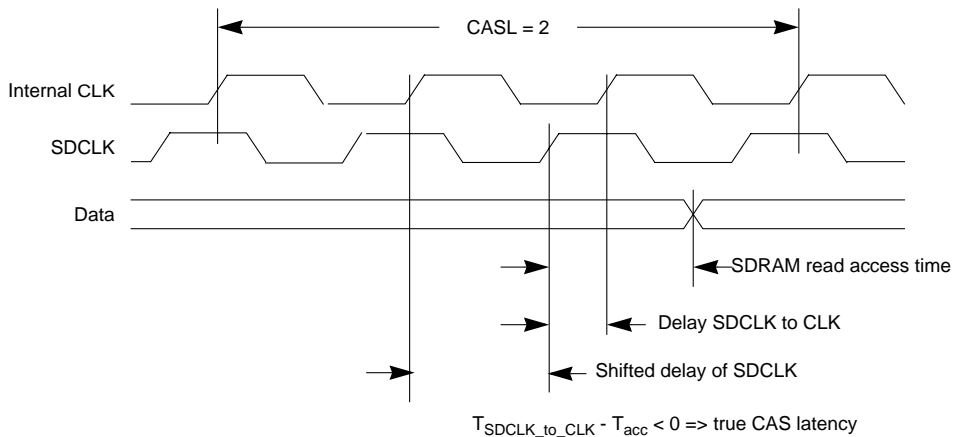 CASL = 2
Internal CLK
SDCLK
Data
SDRAM read access time
Delay SDCLK to CLK
Shifted delay of SDCLK
T_SDCLK_to_CLK - T_acc < 0 => true CAS latency